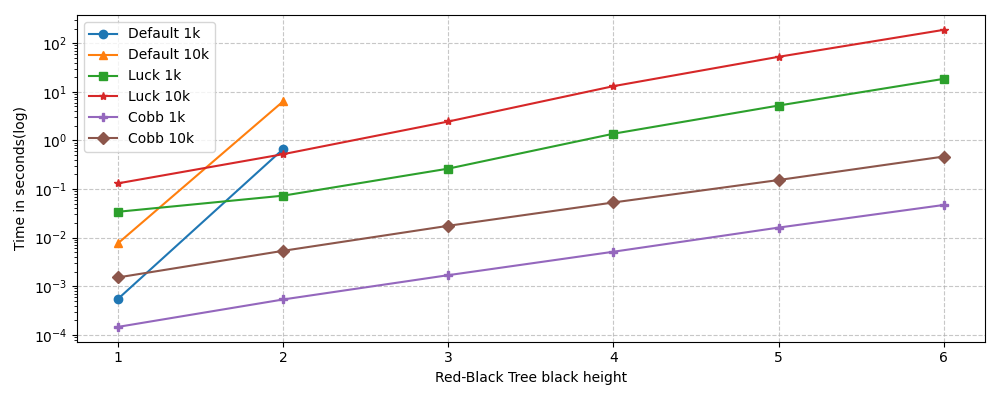 Default 1k
Default 10k
Luck 1k
Luck 10k
Cobb 1k
Cobb 10k
Time in seconds(log)
10²
10¹
10⁰
10⁻¹
10⁻²
10⁻³
10⁻⁴
1 2 3 4 5 6
Red-Black Tree black height